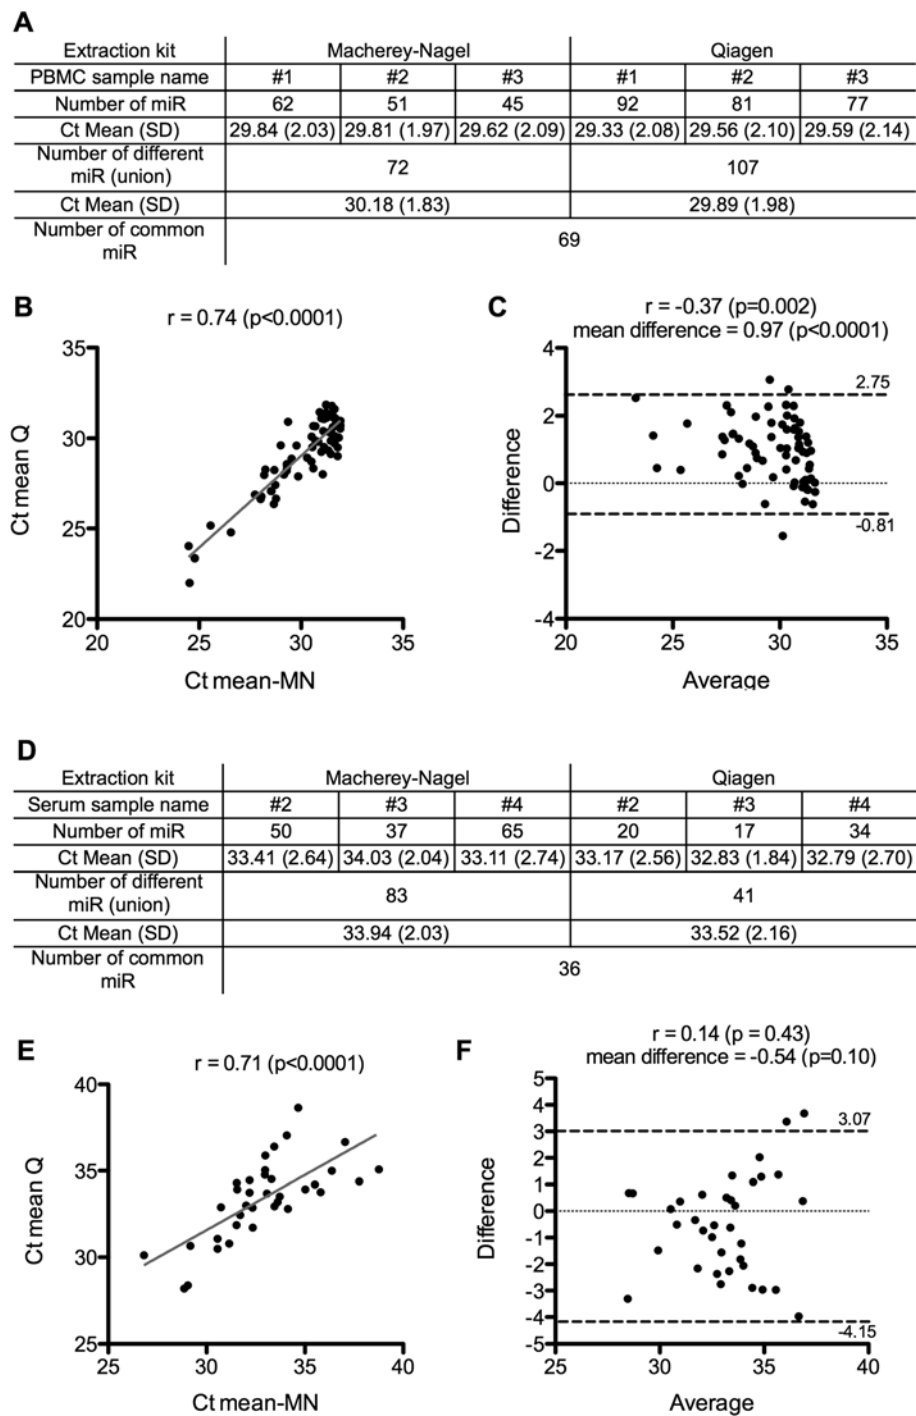 A
Extraction kit Macherey-Nagel Qiagen
PBMC sample name #1 #2 #3 #1 #2 #3
Number of miR 62 51 45 92 81 77
Ct Mean (SD) 29.84 (2.03) 29.81 (1.97) 29.62 (2.09) 29.33 (2.08) 29.56 (2.10) 29.59 (2.14)
Number of different
miR (union) 72 107
Ct Mean (SD) 30.18 (1.83) 29.89 (1.98)
Number of common
miR 69
B
r = 0.74 (p<0.0001)
35
30
25
20
Ct mean Q
20 25 30 35
Ct mean-MN
C
r = -0.37 (p=0.002)
mean difference = 0.97 (p<0.0001)
4
2
0
-2
-4
Difference
2.75
-0.81
20 25 30 35
Average
D
Extraction kit Macherey-Nagel Qiagen
Serum sample name #2 #3 #4 #2 #3 #4
Number of miR 50 37 65 20 17 34
Ct Mean (SD) 33.41 (2.64) 34.03 (2.04) 33.11 (2.74) 33.17 (2.56) 32.83 (1.84) 32.79 (2.70)
Number of different
miR (union) 83 41
Ct Mean (SD) 33.94 (2.03) 33.52 (2.16)
Number of common
miR 36
E
r = 0.71 (p<0.0001)
40
35
30
25
Ct mean Q
25 30 35 40
Ct mean-MN
F
r = 0.14 (p = 0.43)
mean difference = -0.54 (p=0.10)
5
4
3
2
1
0
-1
-2
-3
-4
-5
Difference
3.07
-4.15
25 30 35 40
Average